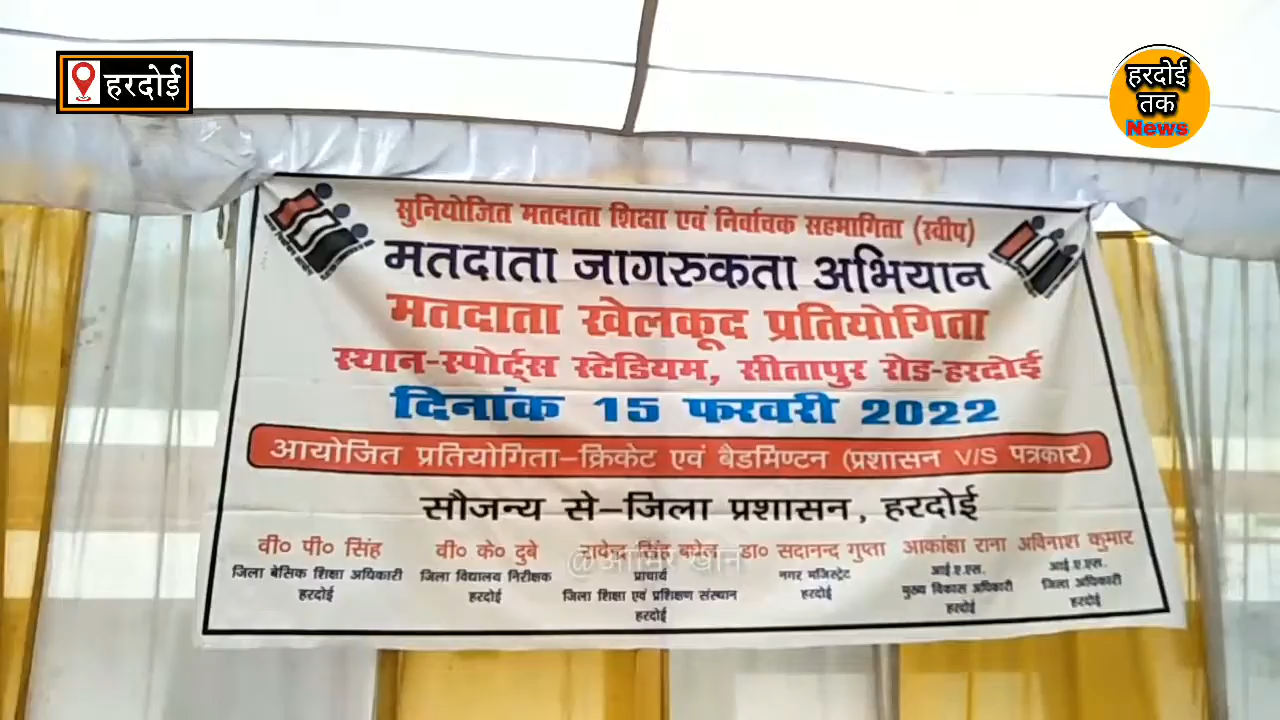 हरदोई
हरदोई
तक
News
सुनियोजित मतदाता शिक्षा एवं निर्वाचक सहभागिता (स्वीप)
मतदाता जागरुकता अभियान
मतदाता खेलकूद प्रतियोगिता
स्थान-स्पोर्ट्स स्टेडियम, सीतापुर रोड-हरदोई
दिनांक 15 फरवरी 2022
आयोजित प्रतियोगिता-क्रिकेट एवं बैडमिण्टन (प्रशासन V/S पत्रकार)
सौजन्य से-जिला प्रशासन, हरदोई
वी० पी० सिंह वी० के० दुबे सिंह डा० सदानन्द गुप्ता आकांक्षा राना अविनाश कुमार
@आमिर खान
जिला बेसिक शिक्षा अधिकारी जिला विद्यालय निरीक्षक प्राचार्य नगर मजिस्ट्रेट आई.ए.एस. आई.ए.एस.
हरदोई हरदोई जिला शिक्षा एवं प्रशिक्षण संस्थान हरदोई मुख्य विकास अधिकारी जिला अधिकारी
हरदोई हरदोई हरदोई